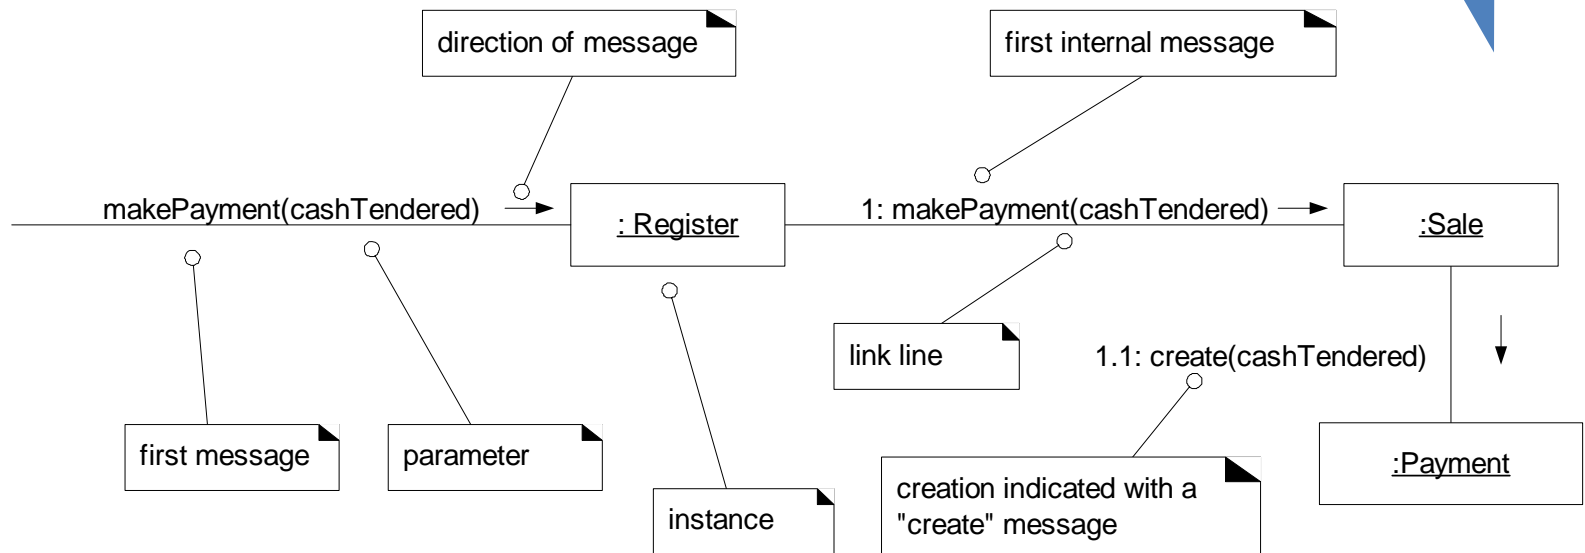 direction of message
first internal message
makePayment(cashTendered)
: Register
1: makePayment(cashTendered)
:Sale
link line
1.1: create(cashTendered)
first message
parameter
:Payment
instance
creation indicated with a
"create" message